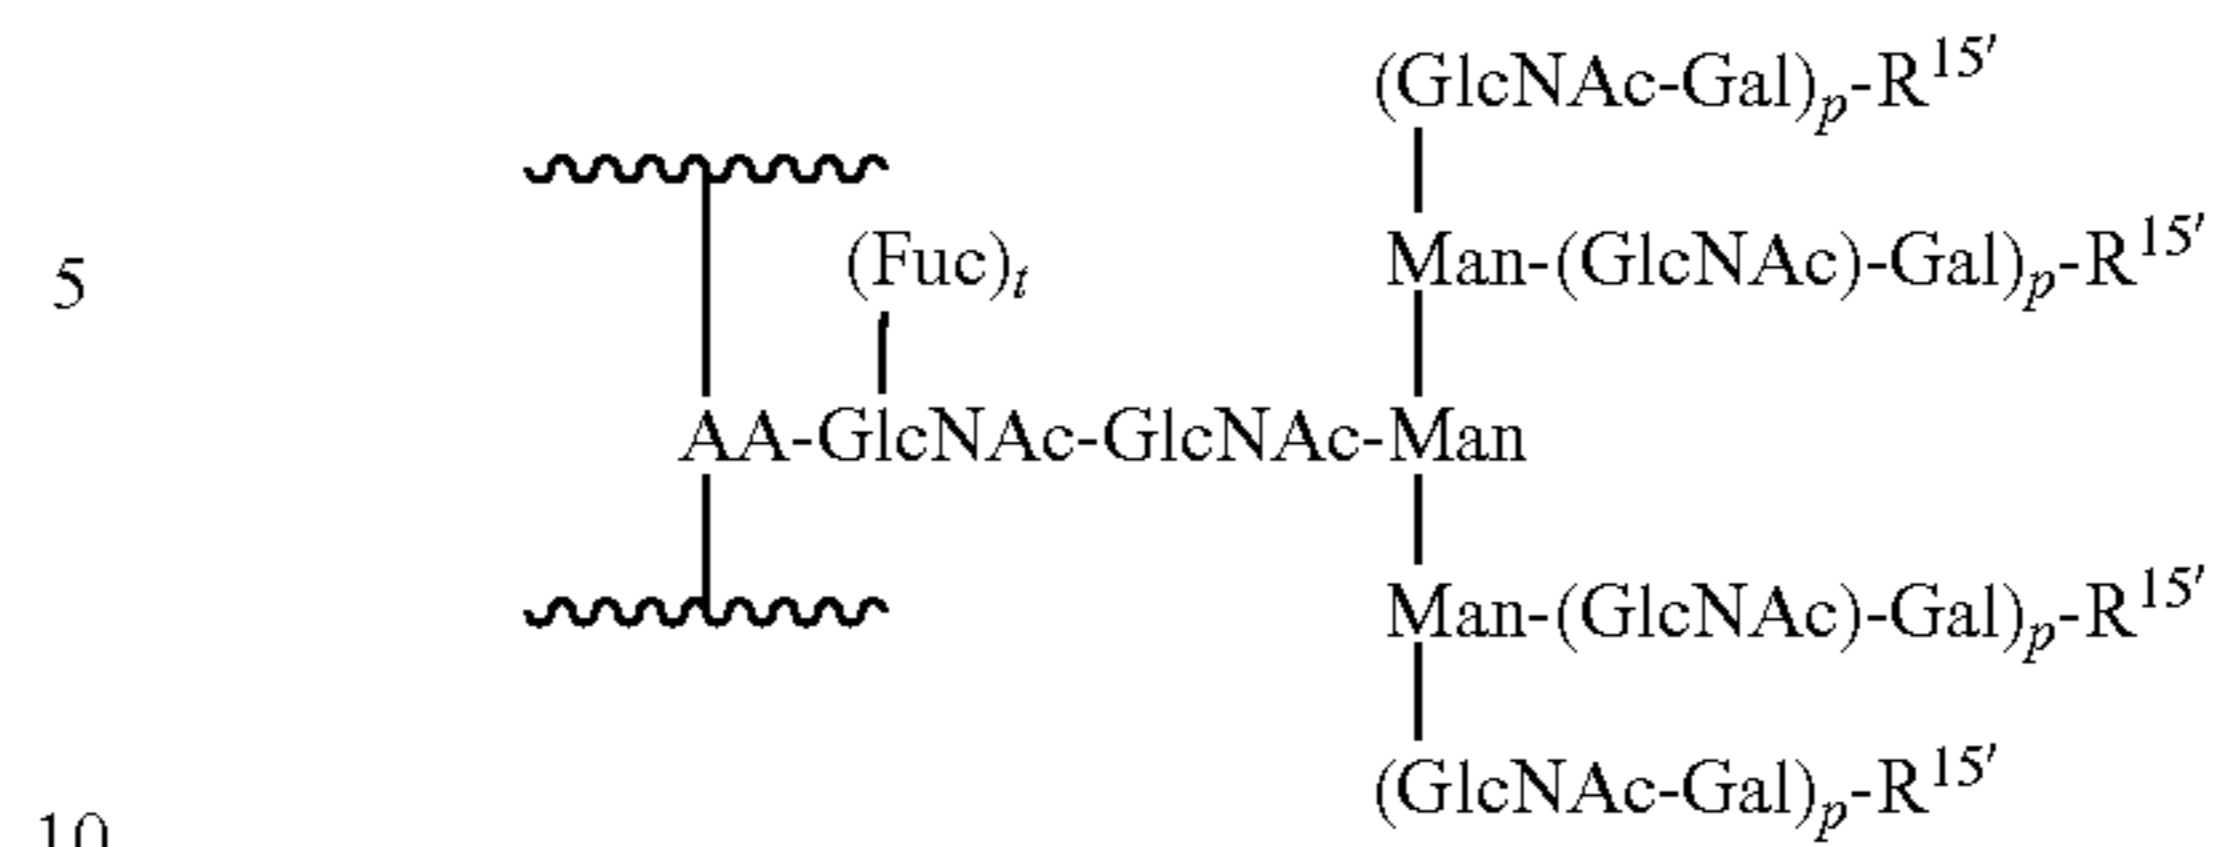 (GlcNAc-Gal)p-R15′
5 (Fuc)t Man-(GlcNAc)-Gal)p-R15′
AA-GlcNAc-GlcNAc-Man
Man-(GlcNAc)-Gal)p-R15′
(GlcNAc-Gal)p-R15′
10